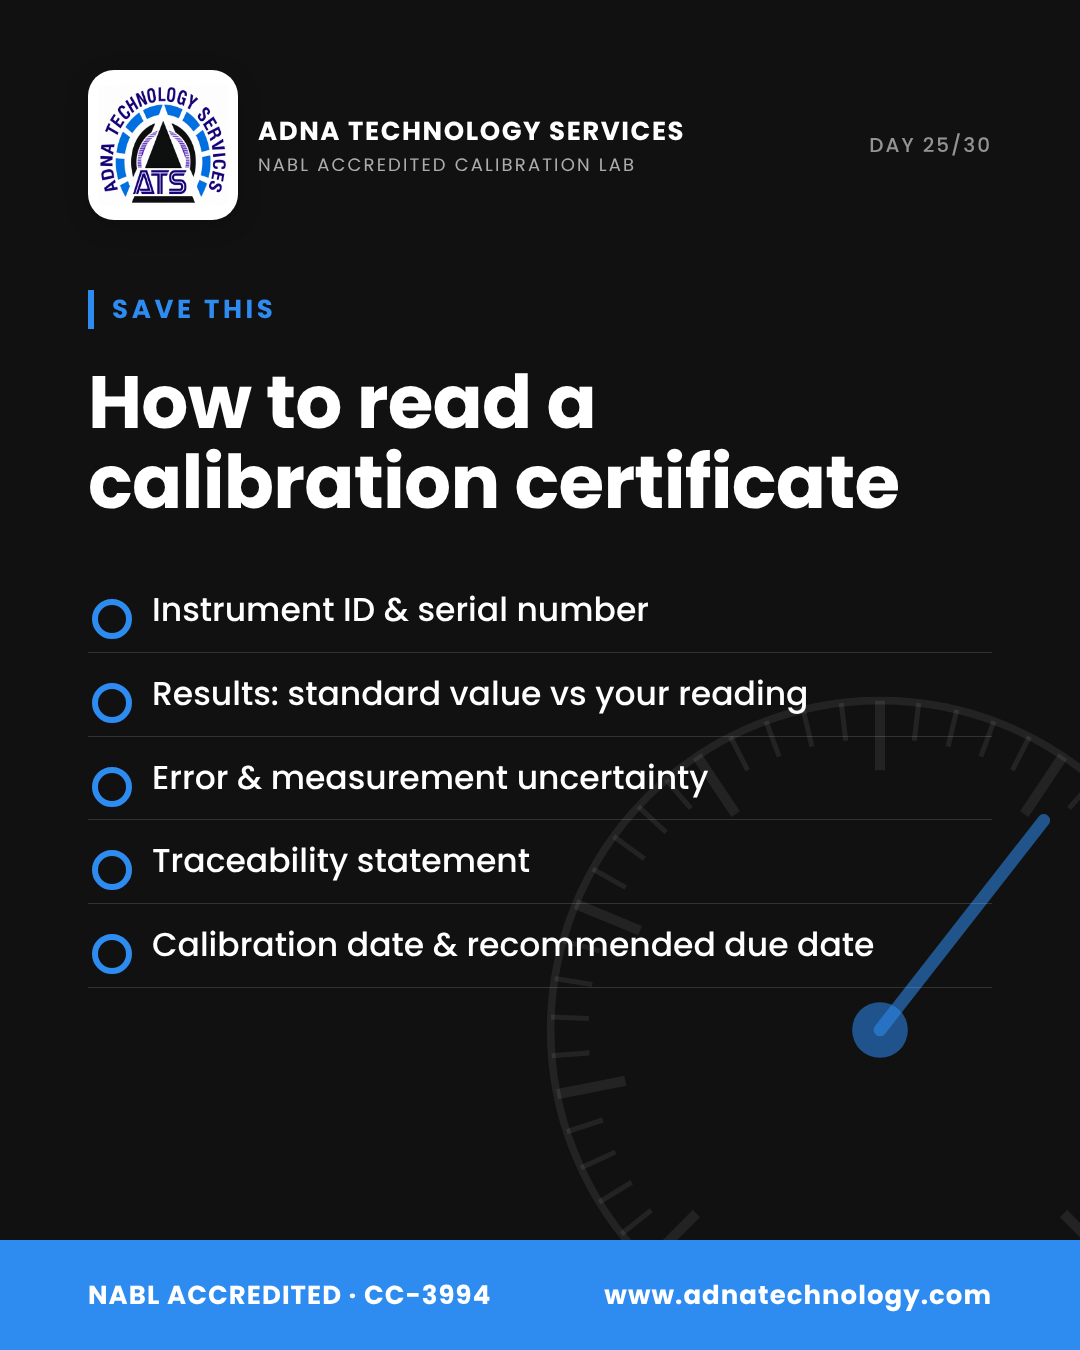 ADNA TECHNOLOGY SERVICES
ATS
ADNA TECHNOLOGY SERVICES
NABL ACCREDITED CALIBRATION LAB
DAY 25/30
SAVE THIS
How to read a
calibration certificate
Instrument ID & serial number
Results: standard value vs your reading
Error & measurement uncertainty
Traceability statement
Calibration date & recommended due date
NABL ACCREDITED · CC-3994
www.adnatechnology.com